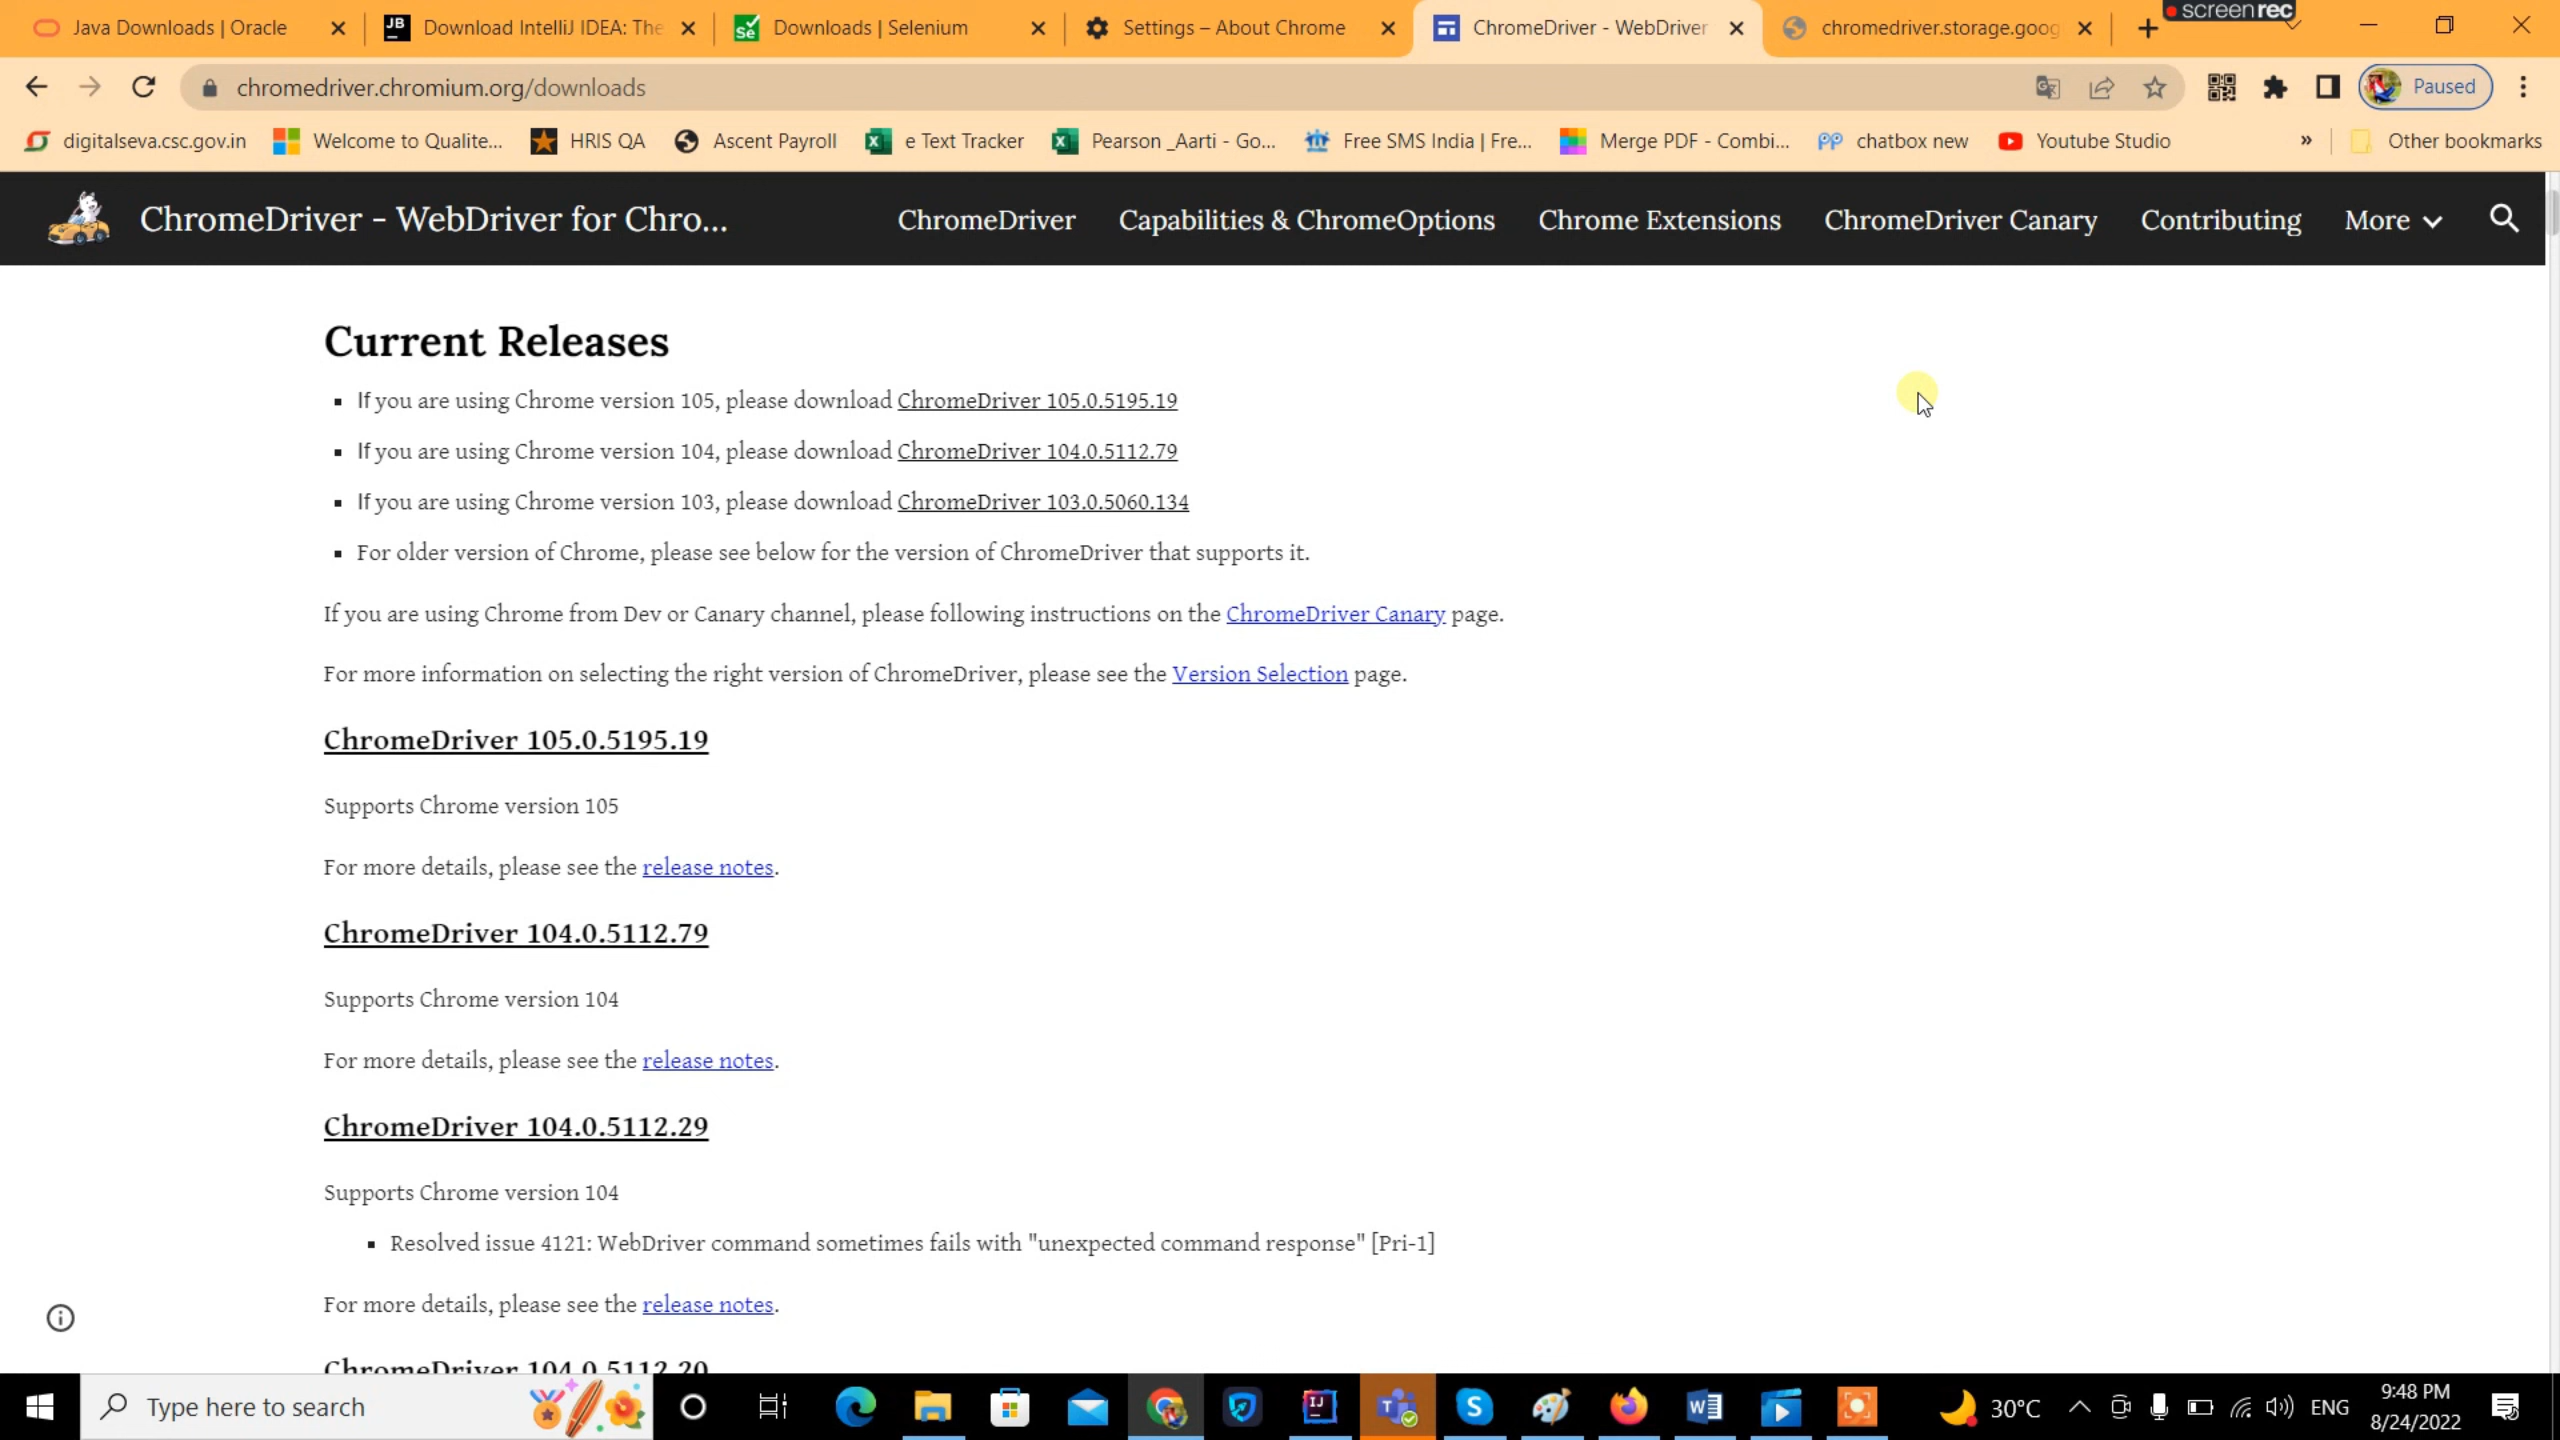 Java Downloads | Oracle
Download IntelliJ IDEA: The
Downloads | Selenium
Settings – About Chrome
ChromeDriver - WebDriver
chromedriver.storage.goog
screenrec
chromedriver.chromium.org/downloads
Paused
digitalseva.csc.gov.in
Welcome to Qualite...
HRIS QA
Ascent Payroll
e Text Tracker
Pearson _Aarti - Go...
Free SMS India | Fre...
Merge PDF - Combi...
chatbox new
Youtube Studio
»
Other bookmarks
ChromeDriver - WebDriver for Chro...
ChromeDriver
Capabilities & ChromeOptions
Chrome Extensions
ChromeDriver Canary
Contributing
More
Current Releases
▪ If you are using Chrome version 105, please download ChromeDriver 105.0.5195.19
▪ If you are using Chrome version 104, please download ChromeDriver 104.0.5112.79
▪ If you are using Chrome version 103, please download ChromeDriver 103.0.5060.134
▪ For older version of Chrome, please see below for the version of ChromeDriver that supports it.
If you are using Chrome from Dev or Canary channel, please following instructions on the ChromeDriver Canary page.
For more information on selecting the right version of ChromeDriver, please see the Version Selection page.
ChromeDriver 105.0.5195.19
Supports Chrome version 105
For more details, please see the release notes.
ChromeDriver 104.0.5112.79
Supports Chrome version 104
For more details, please see the release notes.
ChromeDriver 104.0.5112.29
Supports Chrome version 104
▪ Resolved issue 4121: WebDriver command sometimes fails with "unexpected command response" [Pri-1]
For more details, please see the release notes.
ChromeDriver 104.0.5112.20
Type here to search
30°C
ENG
9:48 PM
8/24/2022